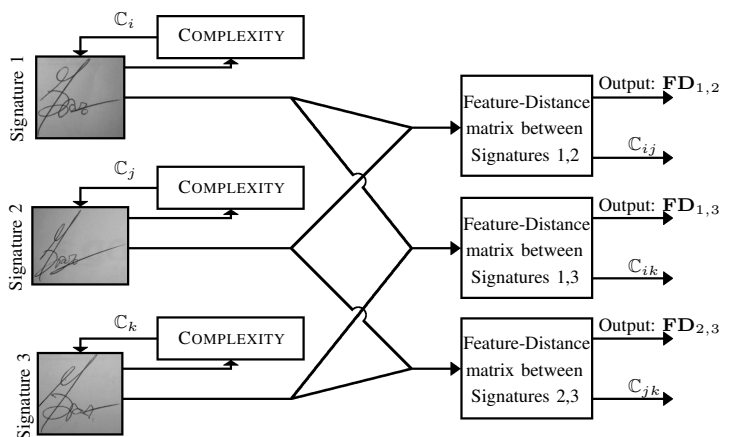 ℂ_i
COMPLEXITY
Signature 1
Feature-Distance
matrix between
Signatures 1,2
Output: FD_{1,2}
ℂ_{ij}
ℂ_j
COMPLEXITY
Signature 2
Feature-Distance
matrix between
Signatures 1,3
Output: FD_{1,3}
ℂ_{ik}
ℂ_k
COMPLEXITY
Signature 3
Feature-Distance
matrix between
Signatures 2,3
Output: FD_{2,3}
ℂ_{jk}